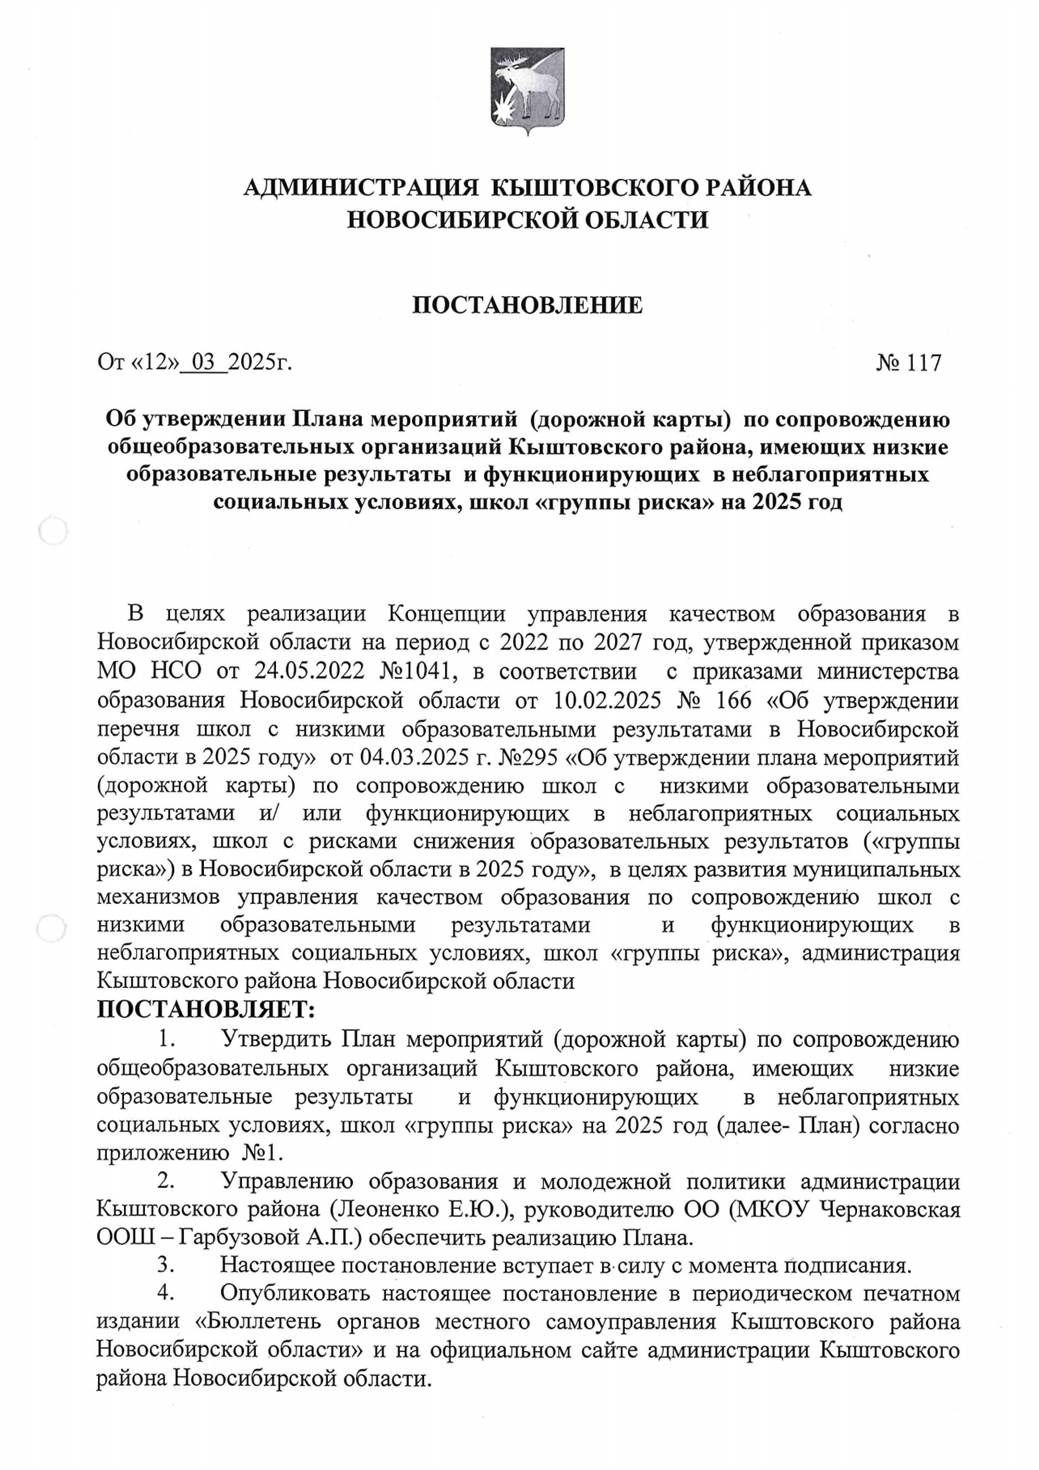 АДМИНИСТРАЦИЯ КЫШТОВСКОГО РАЙОНА
НОВОСИБИРСКОЙ ОБЛАСТИ
ПОСТАНОВЛЕНИЕ
От «12»_03_2025г. № 117
Об утверждении Плана мероприятий (дорожной карты) по сопровождению
общеобразовательных организаций Кыштовского района, имеющих низкие
образовательные результаты и функционирующих в неблагоприятных
социальных условиях, школ «группы риска» на 2025 год
В целях реализации Концепции управления качеством образования в
Новосибирской области на период с 2022 по 2027 год, утвержденной приказом
МО НСО от 24.05.2022 №1041, в соответствии с приказами министерства
образования Новосибирской области от 10.02.2025 № 166 «Об утверждении
перечня школ с низкими образовательными результатами в Новосибирской
области в 2025 году» от 04.03.2025 г. №295 «Об утверждении плана мероприятий
(дорожной карты) по сопровождению школ с низкими образовательными
результатами и/ или функционирующих в неблагоприятных социальных
условиях, школ с рисками снижения образовательных результатов («группы
риска») в Новосибирской области в 2025 году», в целях развития муниципальных
механизмов управления качеством образования по сопровождению школ с
низкими образовательными результатами и функционирующих в
неблагоприятных социальных условиях, школ «группы риска», администрация
Кыштовского района Новосибирской области
ПОСТАНОВЛЯЕТ:
1. Утвердить План мероприятий (дорожной карты) по сопровождению
общеобразовательных организаций Кыштовского района, имеющих низкие
образовательные результаты и функционирующих в неблагоприятных
социальных условиях, школ «группы риска» на 2025 год (далее- План) согласно
приложению №1.
2. Управлению образования и молодежной политики администрации
Кыштовского района (Леоненко Е.Ю.), руководителю ОО (МКОУ Чернаковская
ООШ – Гарбузовой А.П.) обеспечить реализацию Плана.
3. Настоящее постановление вступает в силу с момента подписания.
4. Опубликовать настоящее постановление в периодическом печатном
издании «Бюллетень органов местного самоуправления Кыштовского района
Новосибирской области» и на официальном сайте администрации Кыштовского
района Новосибирской области.